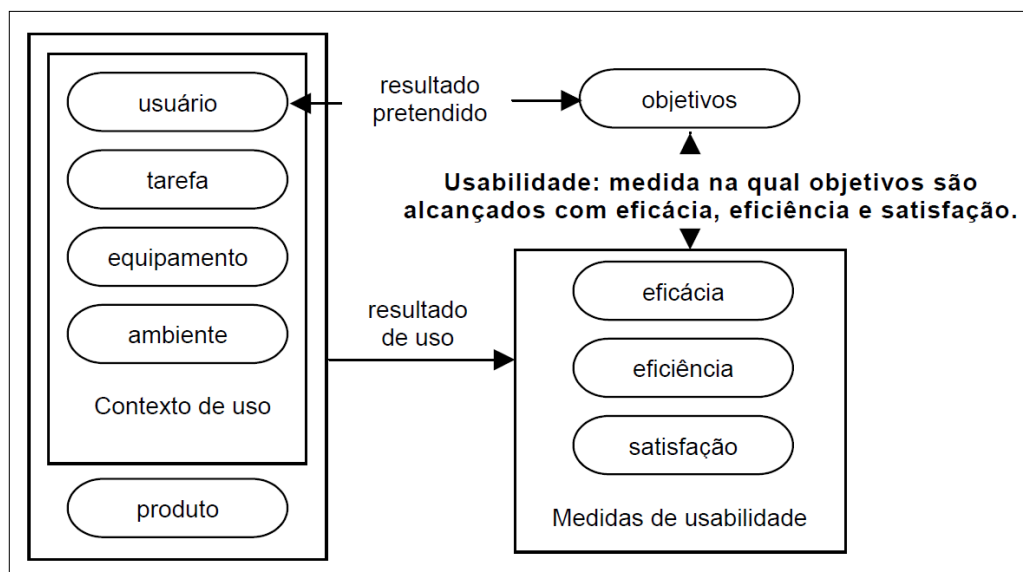 usuário
tarefa
equipamento
ambiente
Contexto de uso
produto
resultado
pretendido
objetivos
Usabilidade: medida na qual objetivos são
alcançados com eficácia, eficiência e satisfação.
resultado
de uso
eficácia
eficiência
satisfação
Medidas de usabilidade